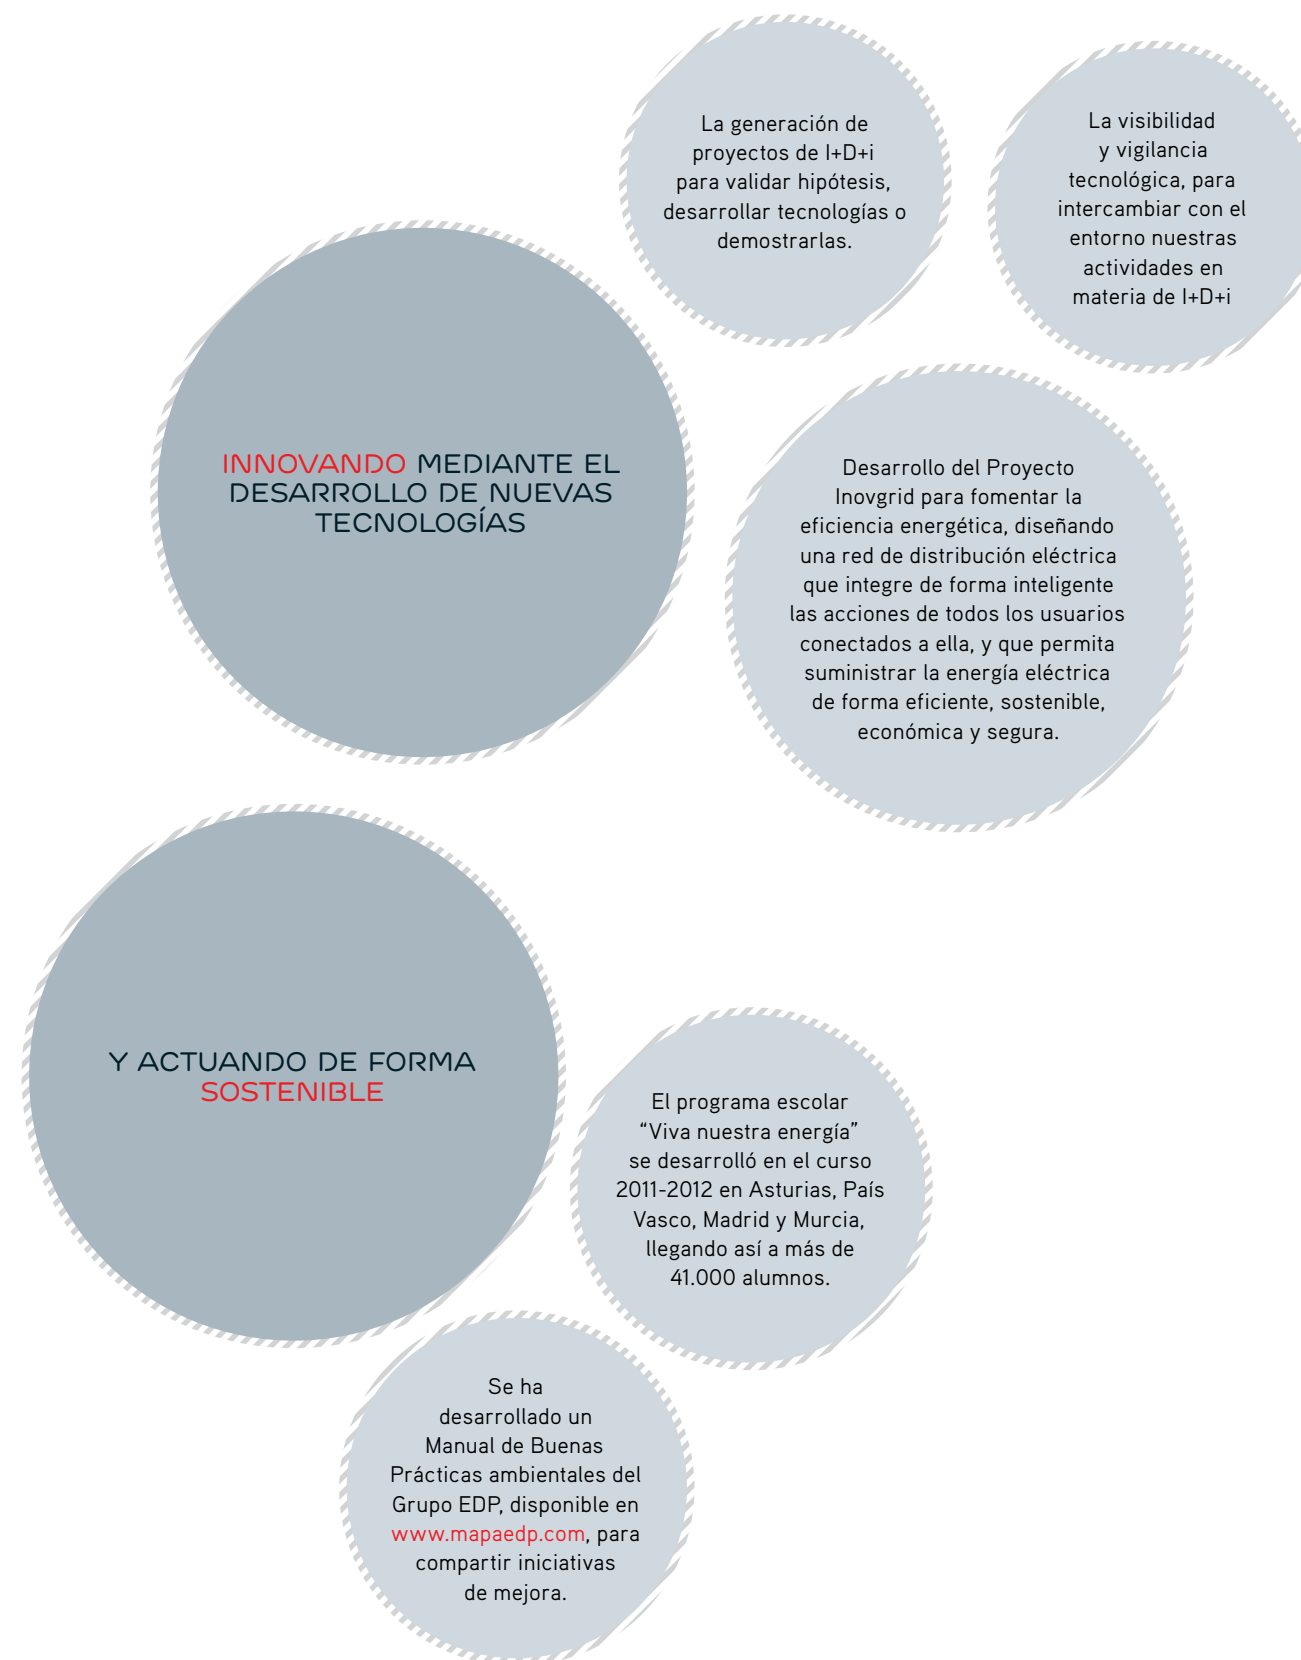 La generación de
proyectos de I+D+i
para validar hipótesis,
desarrollar tecnologías o
demostrarlas.
La visibilidad
y vigilancia
tecnológica, para
intercambiar con el
entorno nuestras
actividades en
materia de I+D+i
INNOVANDO MEDIANTE EL
DESARROLLO DE NUEVAS
TECNOLOGÍAS
Desarrollo del Proyecto
Inovgrid para fomentar la
eficiencia energética, diseñando
una red de distribución eléctrica
que integre de forma inteligente
las acciones de todos los usuarios
conectados a ella, y que permita
suministrar la energía eléctrica
de forma eficiente, sostenible,
económica y segura.
Y ACTUANDO DE FORMA
SOSTENIBLE
El programa escolar
“Viva nuestra energía”
se desarrolló en el curso
2011-2012 en Asturias, País
Vasco, Madrid y Murcia,
llegando así a más de
41.000 alumnos.
Se ha
desarrollado un
Manual de Buenas
Prácticas ambientales del
Grupo EDP, disponible en
www.mapaedp.com, para
compartir iniciativas
de mejora.